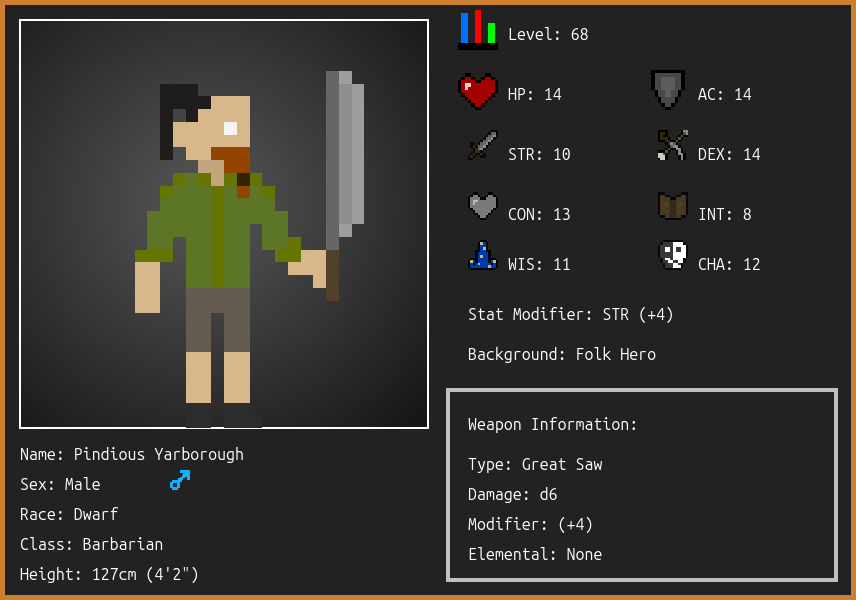 Level: 68
HP: 14
AC: 14
STR: 10
DEX: 14
CON: 13
INT: 8
WIS: 11
CHA: 12
Stat Modifier: STR (+4)
Background: Folk Hero
Weapon Information:
Type: Great Saw
Damage: d6
Modifier: (+4)
Elemental: None
Name: Pindious Yarborough
Sex: Male
Race: Dwarf
Class: Barbarian
Height: 127cm (4'2")